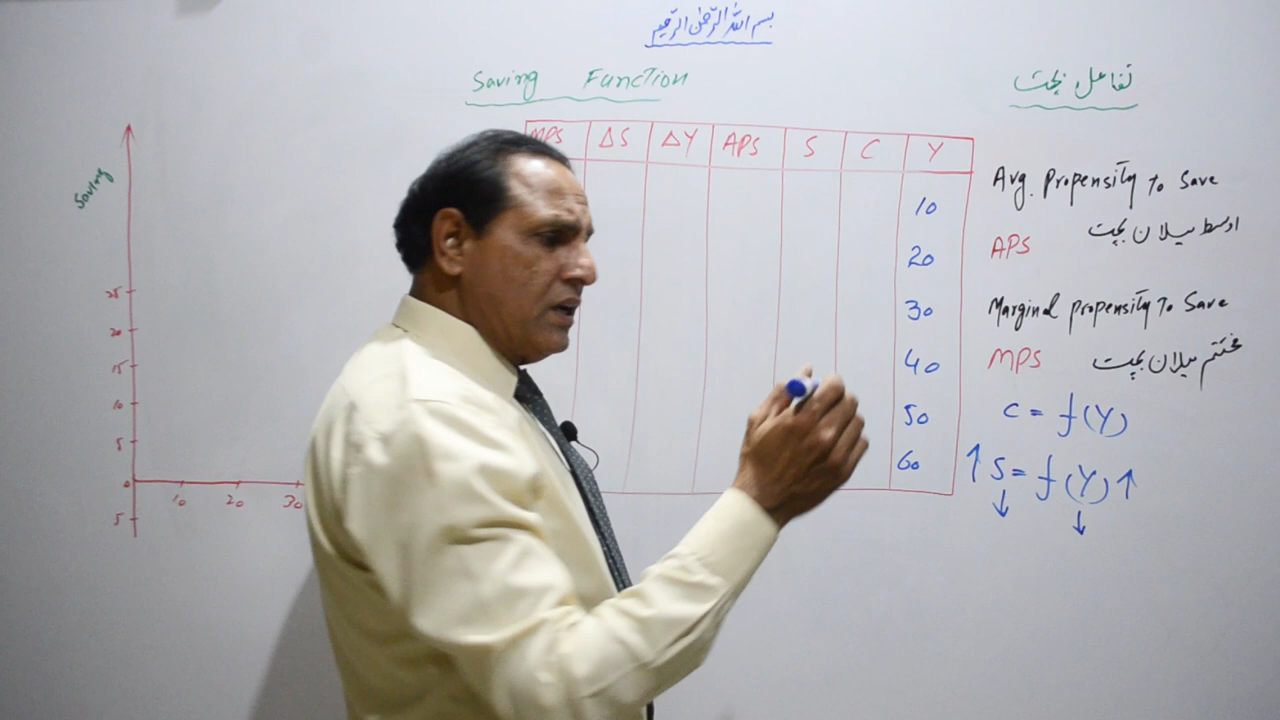 بسم اللہ الرحمٰن الرحیم
Saving Function
تفاعل بچت
MPS ΔS ΔY APS S C Y
10
20
30
40
50
60
Avg. Propensity To Save
اوسط میلان بچت
APS
Marginal propensity To Save
مختتم میلان بچت
MPS
C = f(Y)
↑ S = f(Y) ↑
↓ ↓
Saving
25
20
15
10
5
0
5
10 20 30